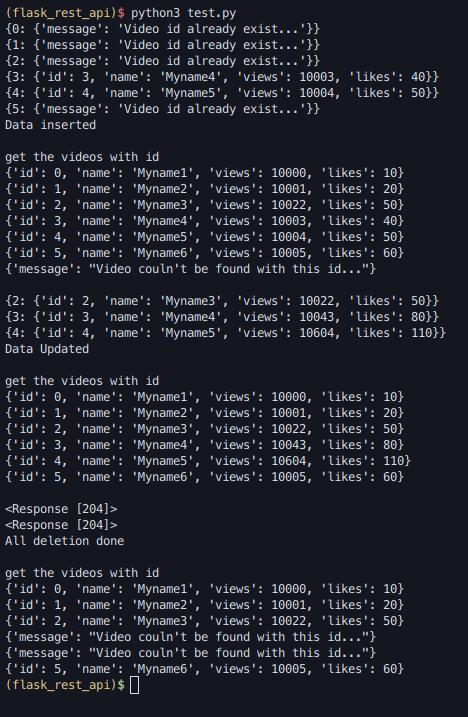 (flask_rest_api)$ python3 test.py
{0: {'message': 'Video id already exist...'}}
{1: {'message': 'Video id already exist...'}}
{2: {'message': 'Video id already exist...'}}
{3: {'id': 3, 'name': 'Myname4', 'views': 10003, 'likes': 40}}
{4: {'id': 4, 'name': 'Myname5', 'views': 10004, 'likes': 50}}
{5: {'message': 'Video id already exist...'}}
Data inserted
get the videos with id
{'id': 0, 'name': 'Myname1', 'views': 10000, 'likes': 10}
{'id': 1, 'name': 'Myname2', 'views': 10001, 'likes': 20}
{'id': 2, 'name': 'Myname3', 'views': 10022, 'likes': 50}
{'id': 3, 'name': 'Myname4', 'views': 10003, 'likes': 40}
{'id': 4, 'name': 'Myname5', 'views': 10004, 'likes': 50}
{'id': 5, 'name': 'Myname6', 'views': 10005, 'likes': 60}
{'message': "Video couln't be found with this id..."}
{2: {'id': 2, 'name': 'Myname3', 'views': 10022, 'likes': 50}}
{3: {'id': 3, 'name': 'Myname4', 'views': 10043, 'likes': 80}}
{4: {'id': 4, 'name': 'Myname5', 'views': 10604, 'likes': 110}}
Data Updated
get the videos with id
{'id': 0, 'name': 'Myname1', 'views': 10000, 'likes': 10}
{'id': 1, 'name': 'Myname2', 'views': 10001, 'likes': 20}
{'id': 2, 'name': 'Myname3', 'views': 10022, 'likes': 50}
{'id': 3, 'name': 'Myname4', 'views': 10043, 'likes': 80}
{'id': 4, 'name': 'Myname5', 'views': 10604, 'likes': 110}
{'id': 5, 'name': 'Myname6', 'views': 10005, 'likes': 60}
<Response [204]>
<Response [204]>
All deletion done
get the videos with id
{'id': 0, 'name': 'Myname1', 'views': 10000, 'likes': 10}
{'id': 1, 'name': 'Myname2', 'views': 10001, 'likes': 20}
{'id': 2, 'name': 'Myname3', 'views': 10022, 'likes': 50}
{'message': "Video couln't be found with this id..."}
{'message': "Video couln't be found with this id..."}
{'id': 5, 'name': 'Myname6', 'views': 10005, 'likes': 60}
(flask_rest_api)$